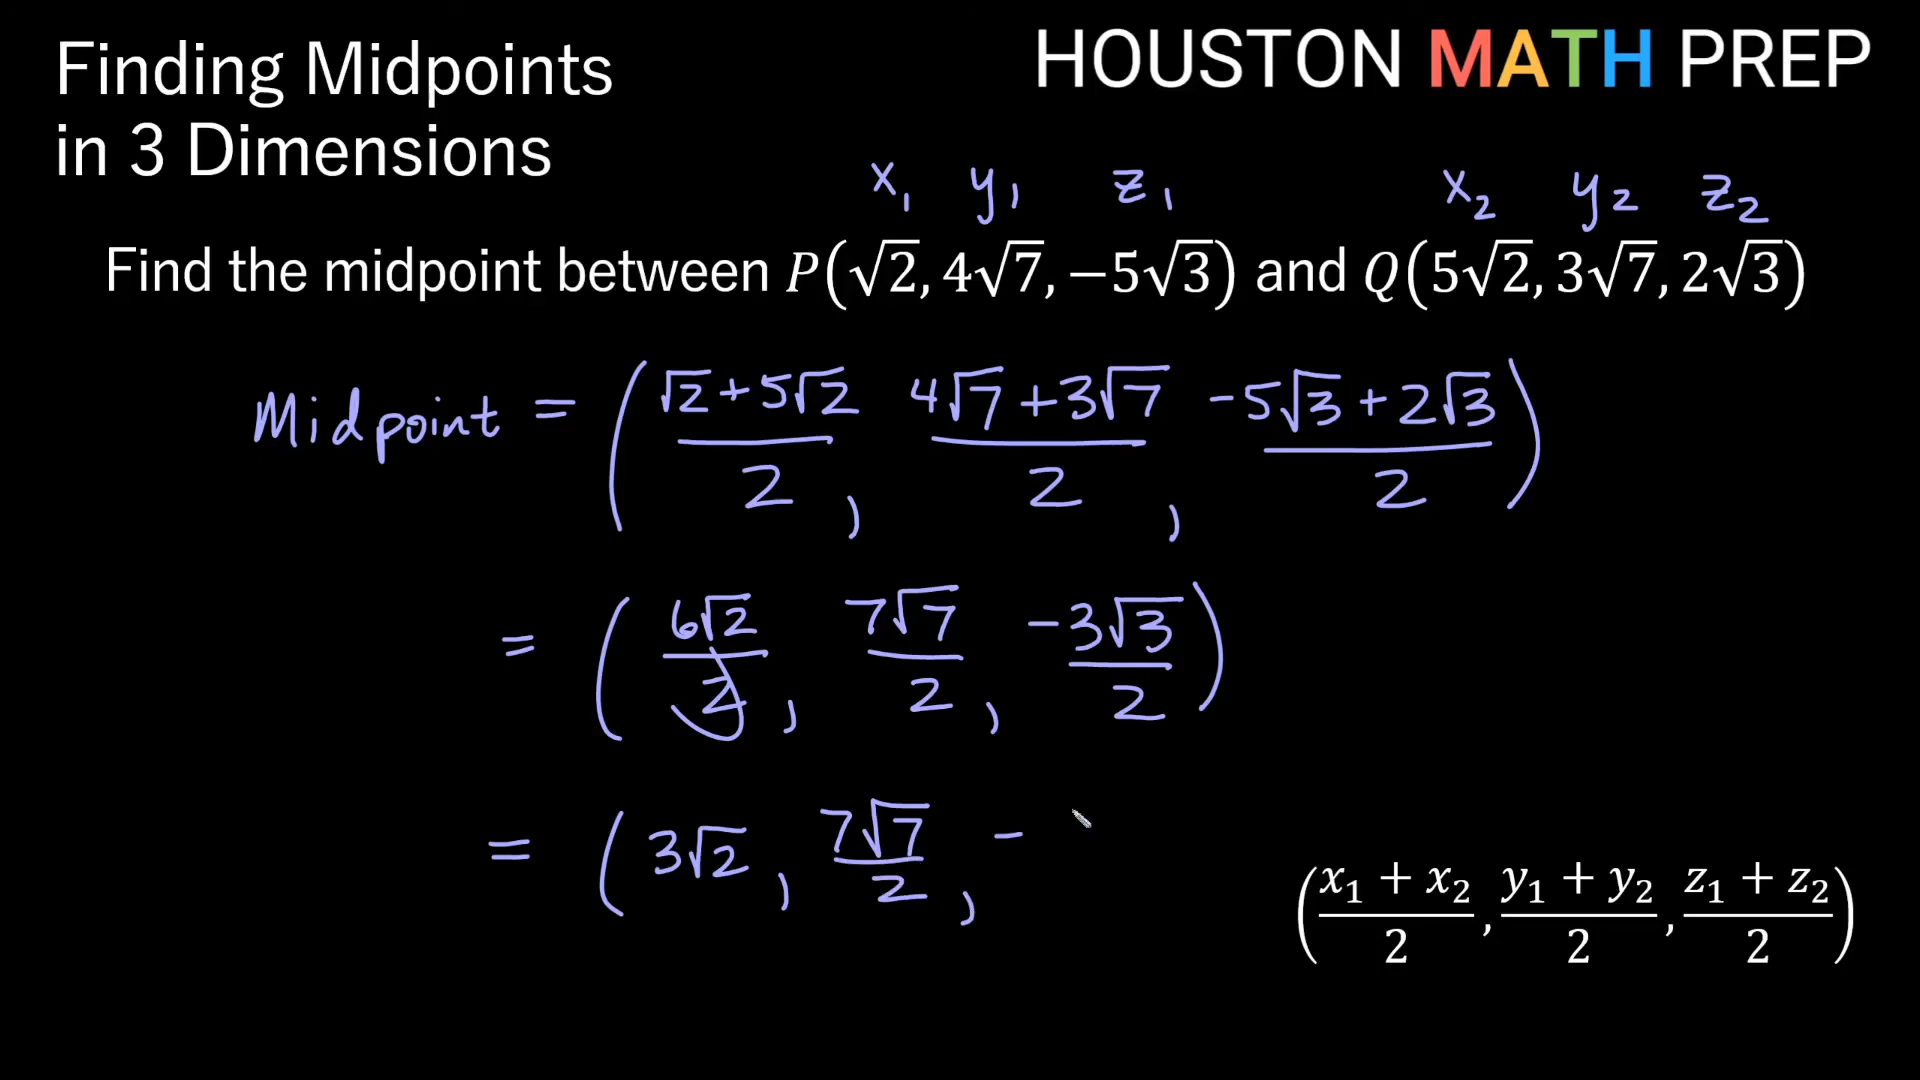 Finding Midpoints
in 3 Dimensions
HOUSTON MATH PREP
x₁ y₁ z₁ x₂ y₂ z₂
Find the midpoint between P(√2, 4√7, −5√3) and Q(5√2, 3√7, 2√3)
Midpoint = ( (√2 + 5√2)/2 , (4√7 + 3√7)/2 , (−5√3 + 2√3)/2 )
= ( 6√2/2 , 7√7/2 , −3√3/2 )
= ( 3√2 , 7√7/2 , −
( (x₁ + x₂)/2 , (y₁ + y₂)/2 , (z₁ + z₂)/2 )